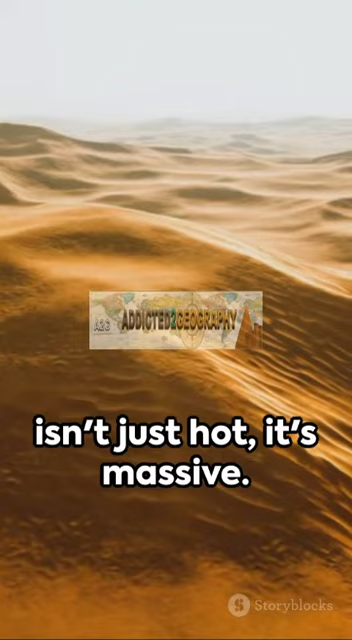 A2G
ADDICTED2GEOGRAPHY
isn't just hot, it's
massive.
Storyblocks